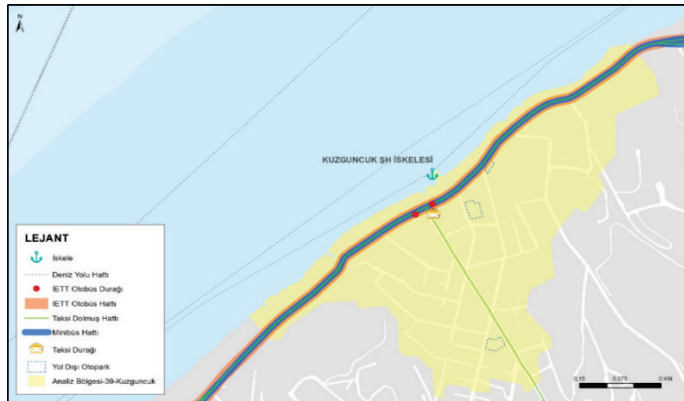 N
KUZGUNCUK ŞH İSKELESİ
LEJANT
İskele
Deniz Yolu Hattı
İETT Otobüs Durağı
IETT Otobüs Hattı
Taksi Dolmuş Hattı
Minibüs Hattı
Taksi Durağı
Yol Dışı Otopark
Analiz Bölgesi-39-Kuzguncuk
0,15 0,075 0 KM